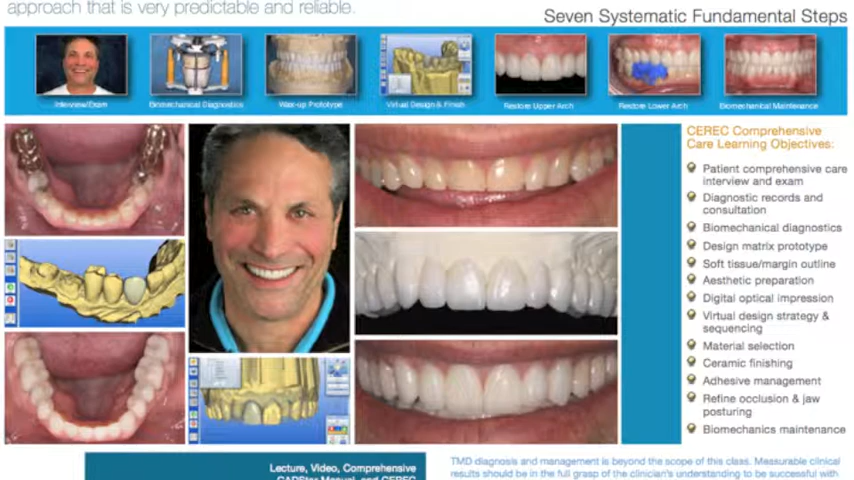 approach that is very predictable and reliable.
Seven Systematic Fundamental Steps
Interview/Exam
Biomechanical Diagnostics
Wax-up Prototype
Virtual Design & Finish
Restore Upper Arch
Restore Lower Arch
Biomechanical Maintenance
CEREC Comprehensive
Care Learning Objectives:
Patient comprehensive care
interview and exam
Diagnostic records and
consultation
Biomechanical diagnostics
Design matrix prototype
Soft tissue/margin outline
Aesthetic preparation
Digital optical impression
Virtual design strategy &
sequencing
Material selection
Ceramic finishing
Adhesive management
Refine occlusion & jaw
posturing
Biomechanics maintenance
Lecture, Video, Comprehensive
CADStar Manual, and CEREC
TMD diagnosis and management is beyond the scope of this class. Measurable clinical
results should be in the full grasp of the clinician's understanding to be successful with